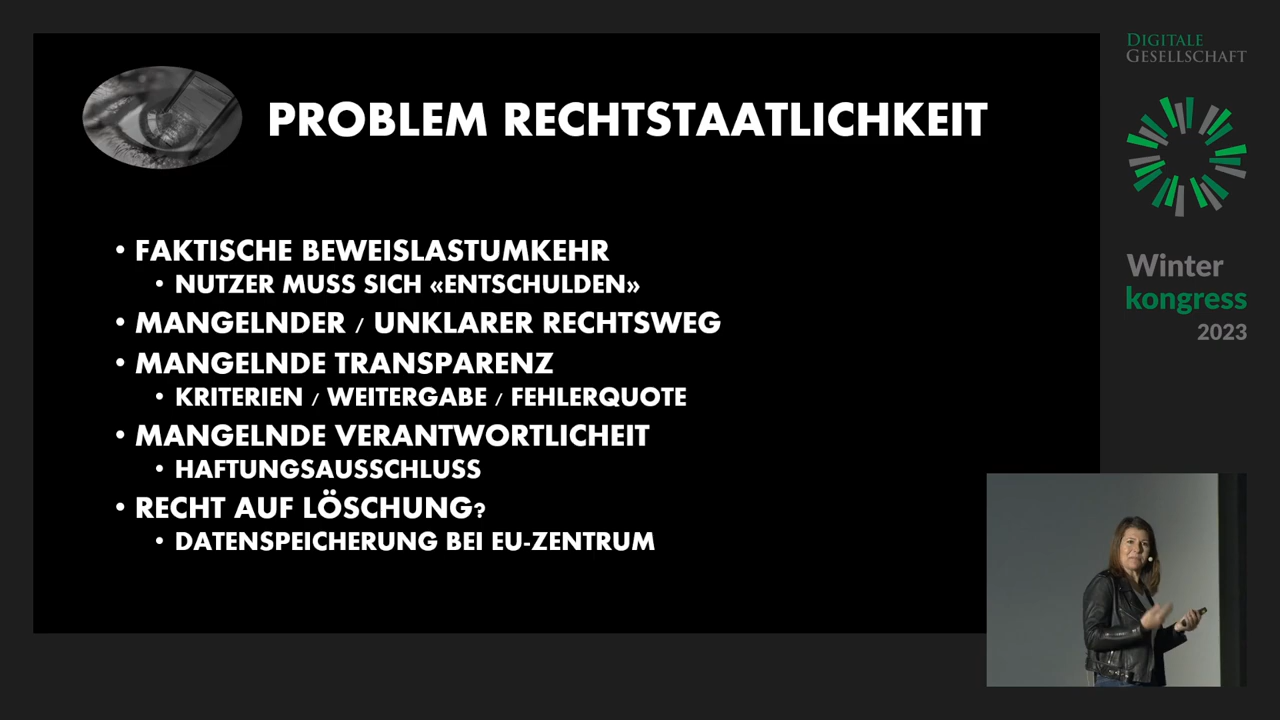 PROBLEM RECHTSTAATLICHKEIT
• FAKTISCHE BEWEISLASTUMKEHR
• NUTZER MUSS SICH «ENTSCHULDEN»
• MANGELNDER / UNKLARER RECHTSWEG
• MANGELNDE TRANSPARENZ
• KRITERIEN / WEITERGABE / FEHLERQUOTE
• MANGELNDE VERANTWORTLICHEIT
• HAFTUNGSAUSSCHLUSS
• RECHT AUF LÖSCHUNG?
• DATENSPEICHERUNG BEI EU-ZENTRUM
DIGITALE
GESELLSCHAFT
Winter
kongress
2023